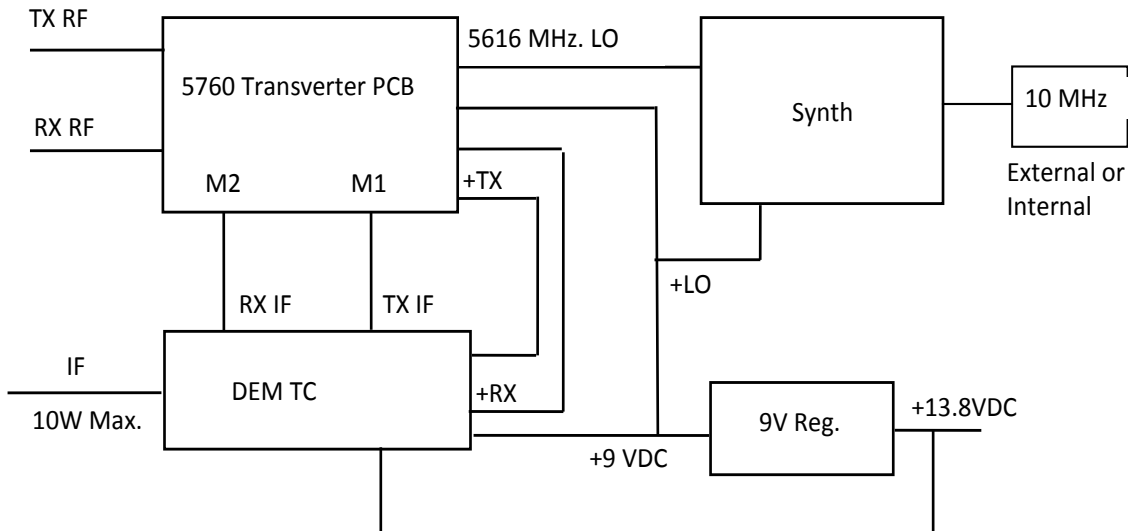 TX RF
5616 MHz. LO
5760 Transverter PCB
Synth
10 MHz
RX RF
External or
Internal
M2
M1
+TX
+LO
RX IF
TX IF
IF
10W Max.
DEM TC
+RX
9V Reg.
+13.8VDC
+9 VDC